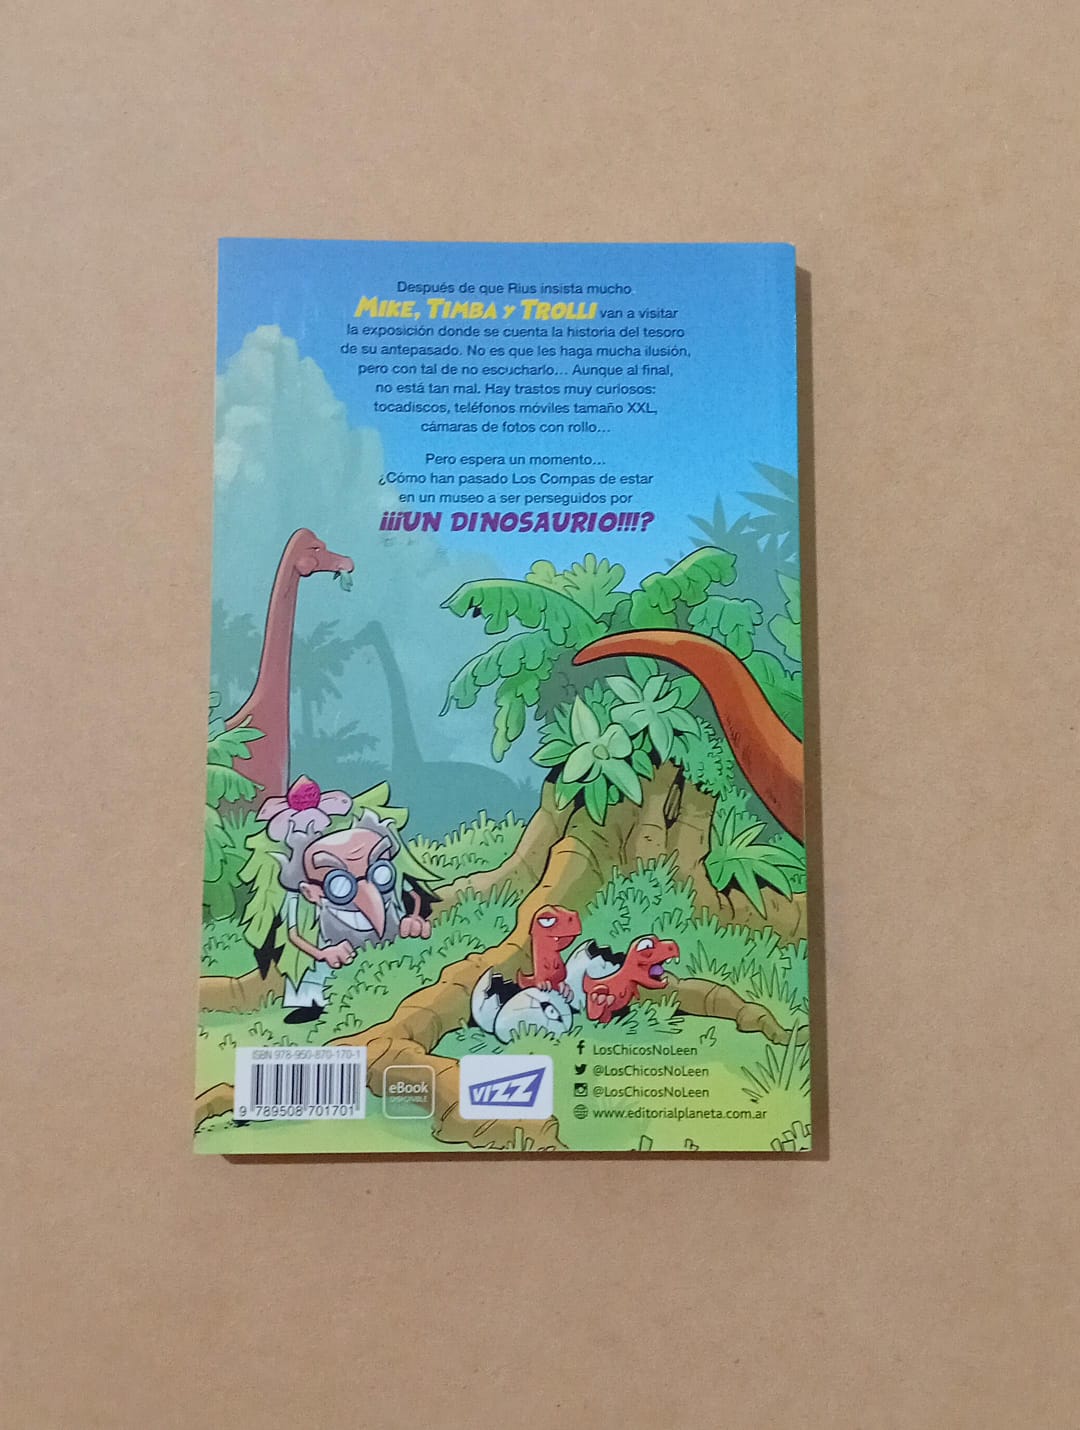 Después de que Rius insista mucho,
MIKE, TIMBA Y TROLLI van a visitar
la exposición donde se cuenta la historia del tesoro
de su antepasado. No es que les haga mucha ilusión,
pero con tal de no escucharlo... Aunque al final,
no está tan mal. Hay trastos muy curiosos:
tocadiscos, teléfonos móviles tamaño XXL,
cámaras de fotos con rollo...
Pero espera un momento...
¿Cómo han pasado Los Compas de estar
en un museo a ser perseguidos por
¡¡¡UN DINOSAURIO!!!?
ISBN 978-950-870-170-1
9 789508 701701
eBook
DISPONIBLE
VIZZ
LosChicosNoLeen
@LosChicosNoLeen
@LosChicosNoLeen
www.editorialplaneta.com.ar